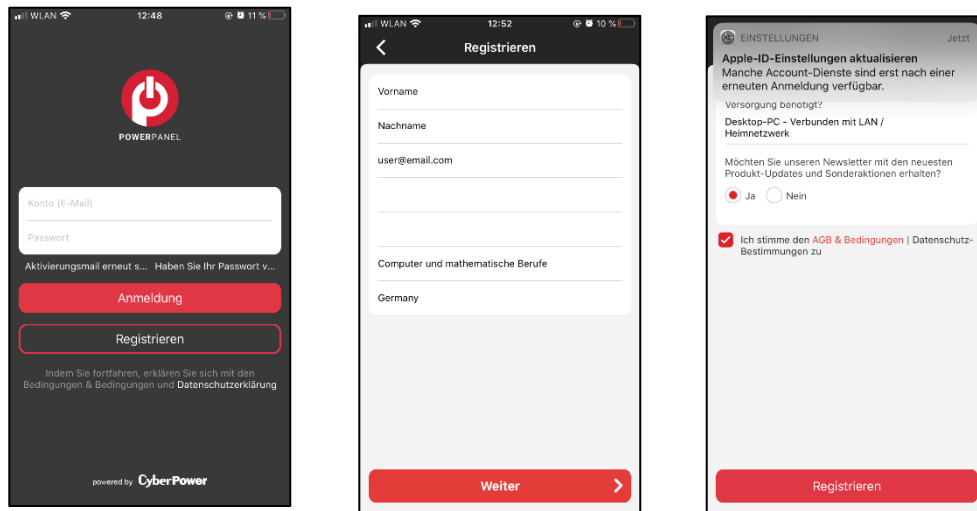 WLAN 12:48 11 %
POWERPANEL
Konto (E-Mail)
Passwort
Aktivierungsmail erneut s... Haben Sie Ihr Passwort v...
Anmeldung
Registrieren
Indem Sie fortfahren, erklären Sie sich mit den
Bedingungen & Bedingungen und Datenschutzerklärung
powered by CyberPower
WLAN 12:52 10 %
Registrieren
Vorname
Nachname
user@email.com
Computer und mathematische Berufe
Germany
Weiter
EINSTELLUNGEN Jetzt
Apple-ID-Einstellungen aktualisieren
Manche Account-Dienste sind erst nach einer
erneuten Anmeldung verfügbar.
Versorgung benötigt?
Desktop-PC - Verbunden mit LAN /
Heimnetzwerk
Möchten Sie unseren Newsletter mit den neuesten
Produkt-Updates und Sonderaktionen erhalten?
Ja Nein
Ich stimme den AGB & Bedingungen | Datenschutz-
Bestimmungen zu
Registrieren